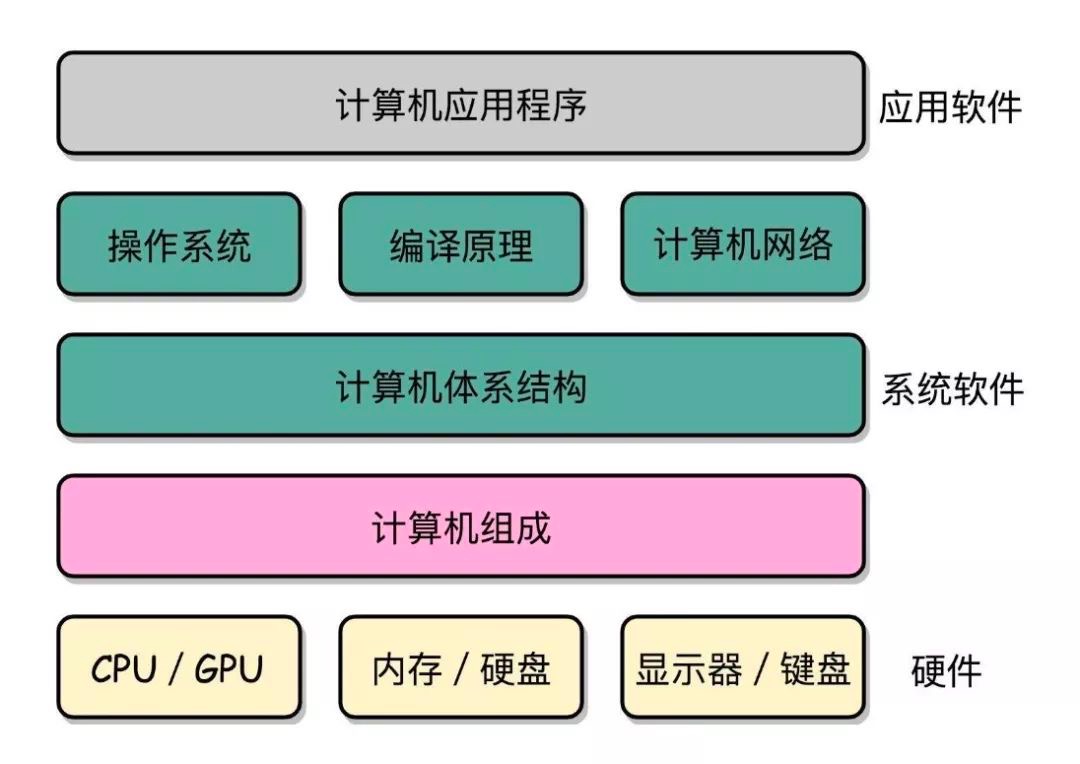 计算机应用程序
应用软件
操作系统
编译原理
计算机网络
计算机体系结构
系统软件
计算机组成
CPU / GPU
内存 / 硬盘
显示器 / 键盘
硬件